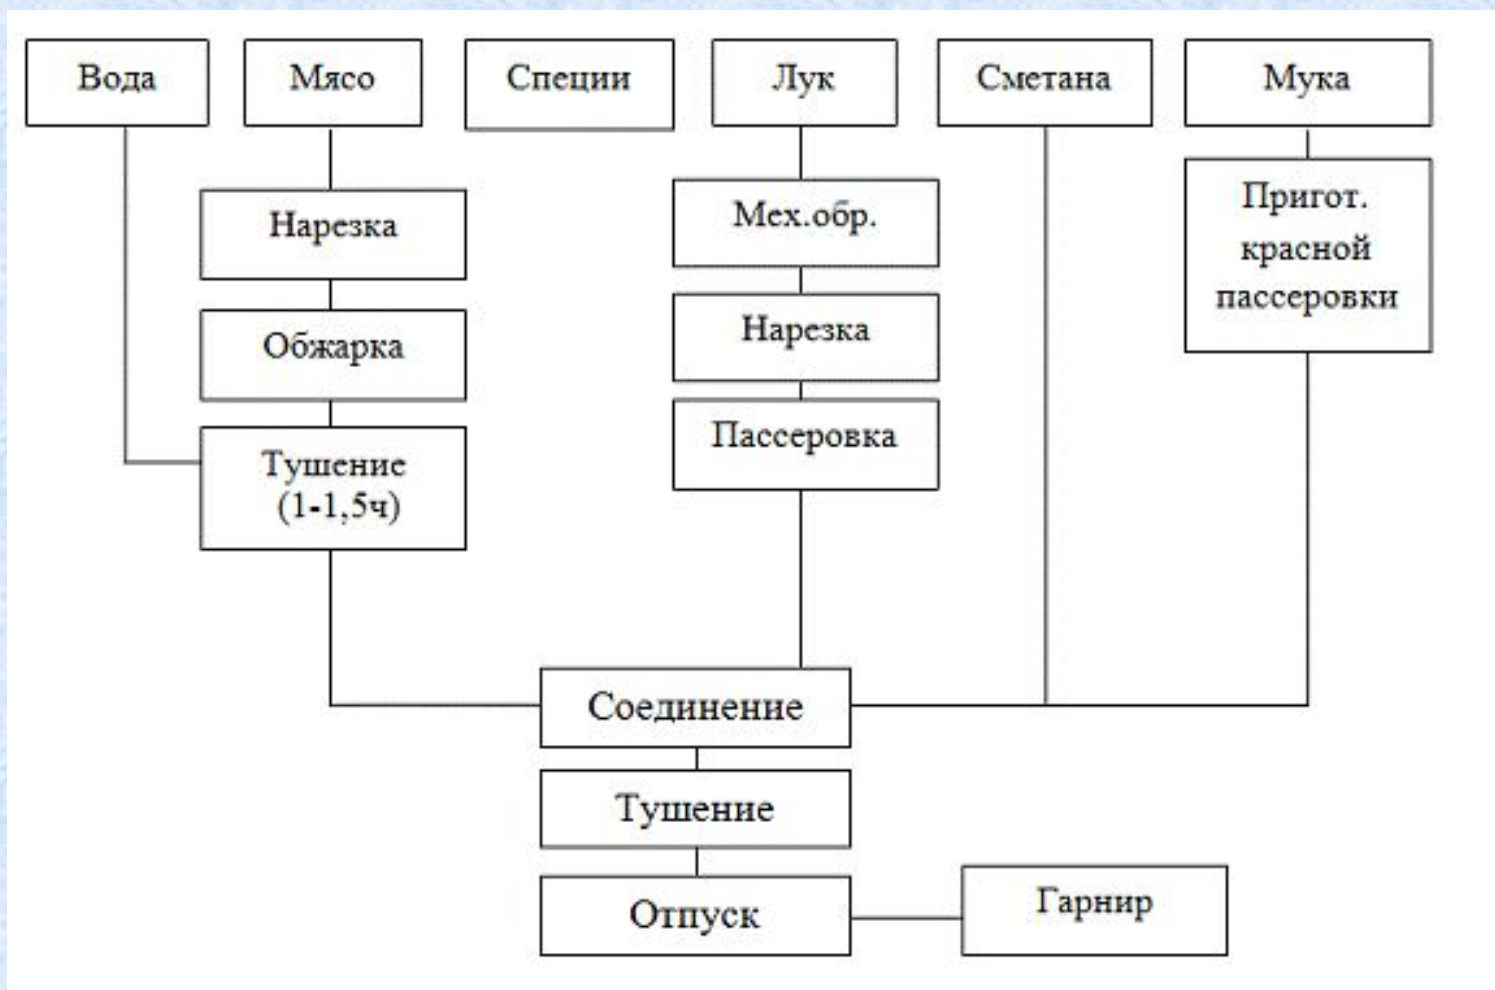 Вода
Мясо
Специи
Лук
Сметана
Мука
Нарезка
Обжарка
Тушение
(1-1,5ч)
Мех.обр.
Нарезка
Пассеровка
Пригот.
красной
пассеровки
Соединение
Тушение
Отпуск
Гарнир